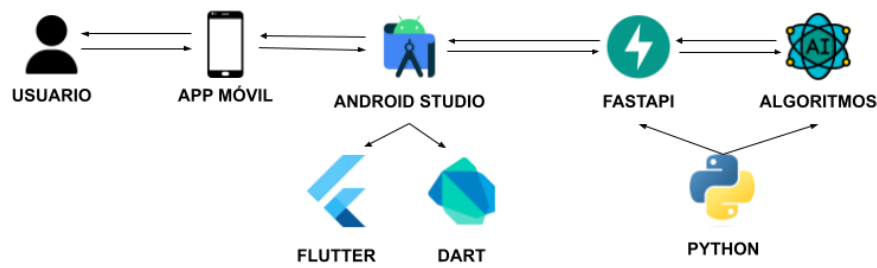 AI
USUARIO
APP MÓVIL
ANDROID STUDIO
FASTAPI
ALGORITMOS
FLUTTER
DART
PYTHON